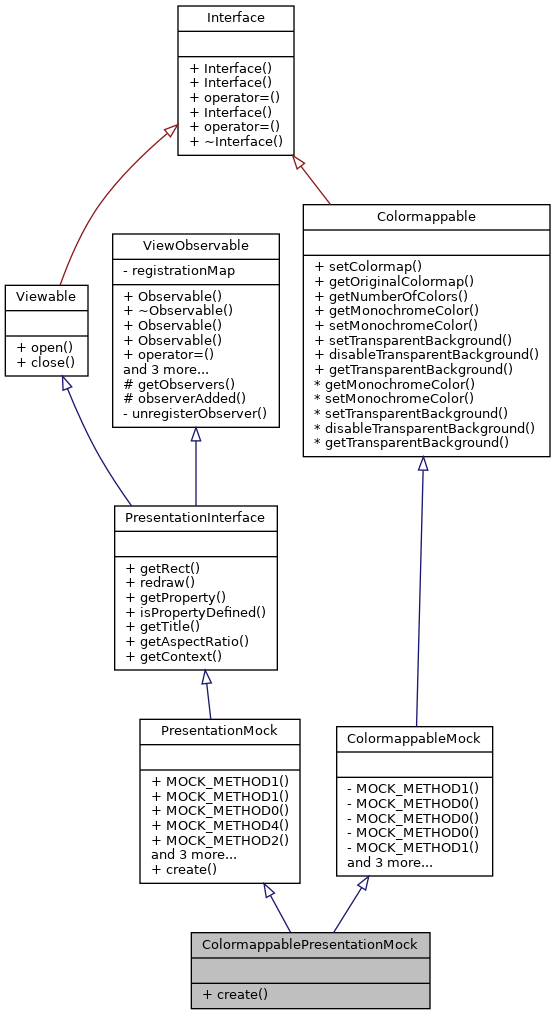 Interface
+ Interface()
+ Interface()
+ operator=()
+ Interface()
+ operator=()
+ ~Interface()
Colormappable
+ setColormap()
+ getOriginalColormap()
+ getNumberOfColors()
+ getMonochromeColor()
+ setMonochromeColor()
+ setTransparentBackground()
+ disableTransparentBackground()
+ getTransparentBackground()
* getMonochromeColor()
* setMonochromeColor()
* setTransparentBackground()
* disableTransparentBackground()
* getTransparentBackground()
ViewObservable
- registrationMap
+ Observable()
+ ~Observable()
+ Observable()
+ Observable()
+ operator=()
and 3 more...
# getObservers()
# observerAdded()
- unregisterObserver()
Viewable
+ open()
+ close()
PresentationInterface
+ getRect()
+ redraw()
+ getProperty()
+ isPropertyDefined()
+ getTitle()
+ getAspectRatio()
+ getContext()
PresentationMock
+ MOCK_METHOD1()
+ MOCK_METHOD1()
+ MOCK_METHOD0()
+ MOCK_METHOD4()
+ MOCK_METHOD2()
and 3 more...
+ create()
ColormappableMock
- MOCK_METHOD1()
- MOCK_METHOD0()
- MOCK_METHOD0()
- MOCK_METHOD0()
- MOCK_METHOD1()
and 3 more...
ColormappablePresentationMock
+ create()